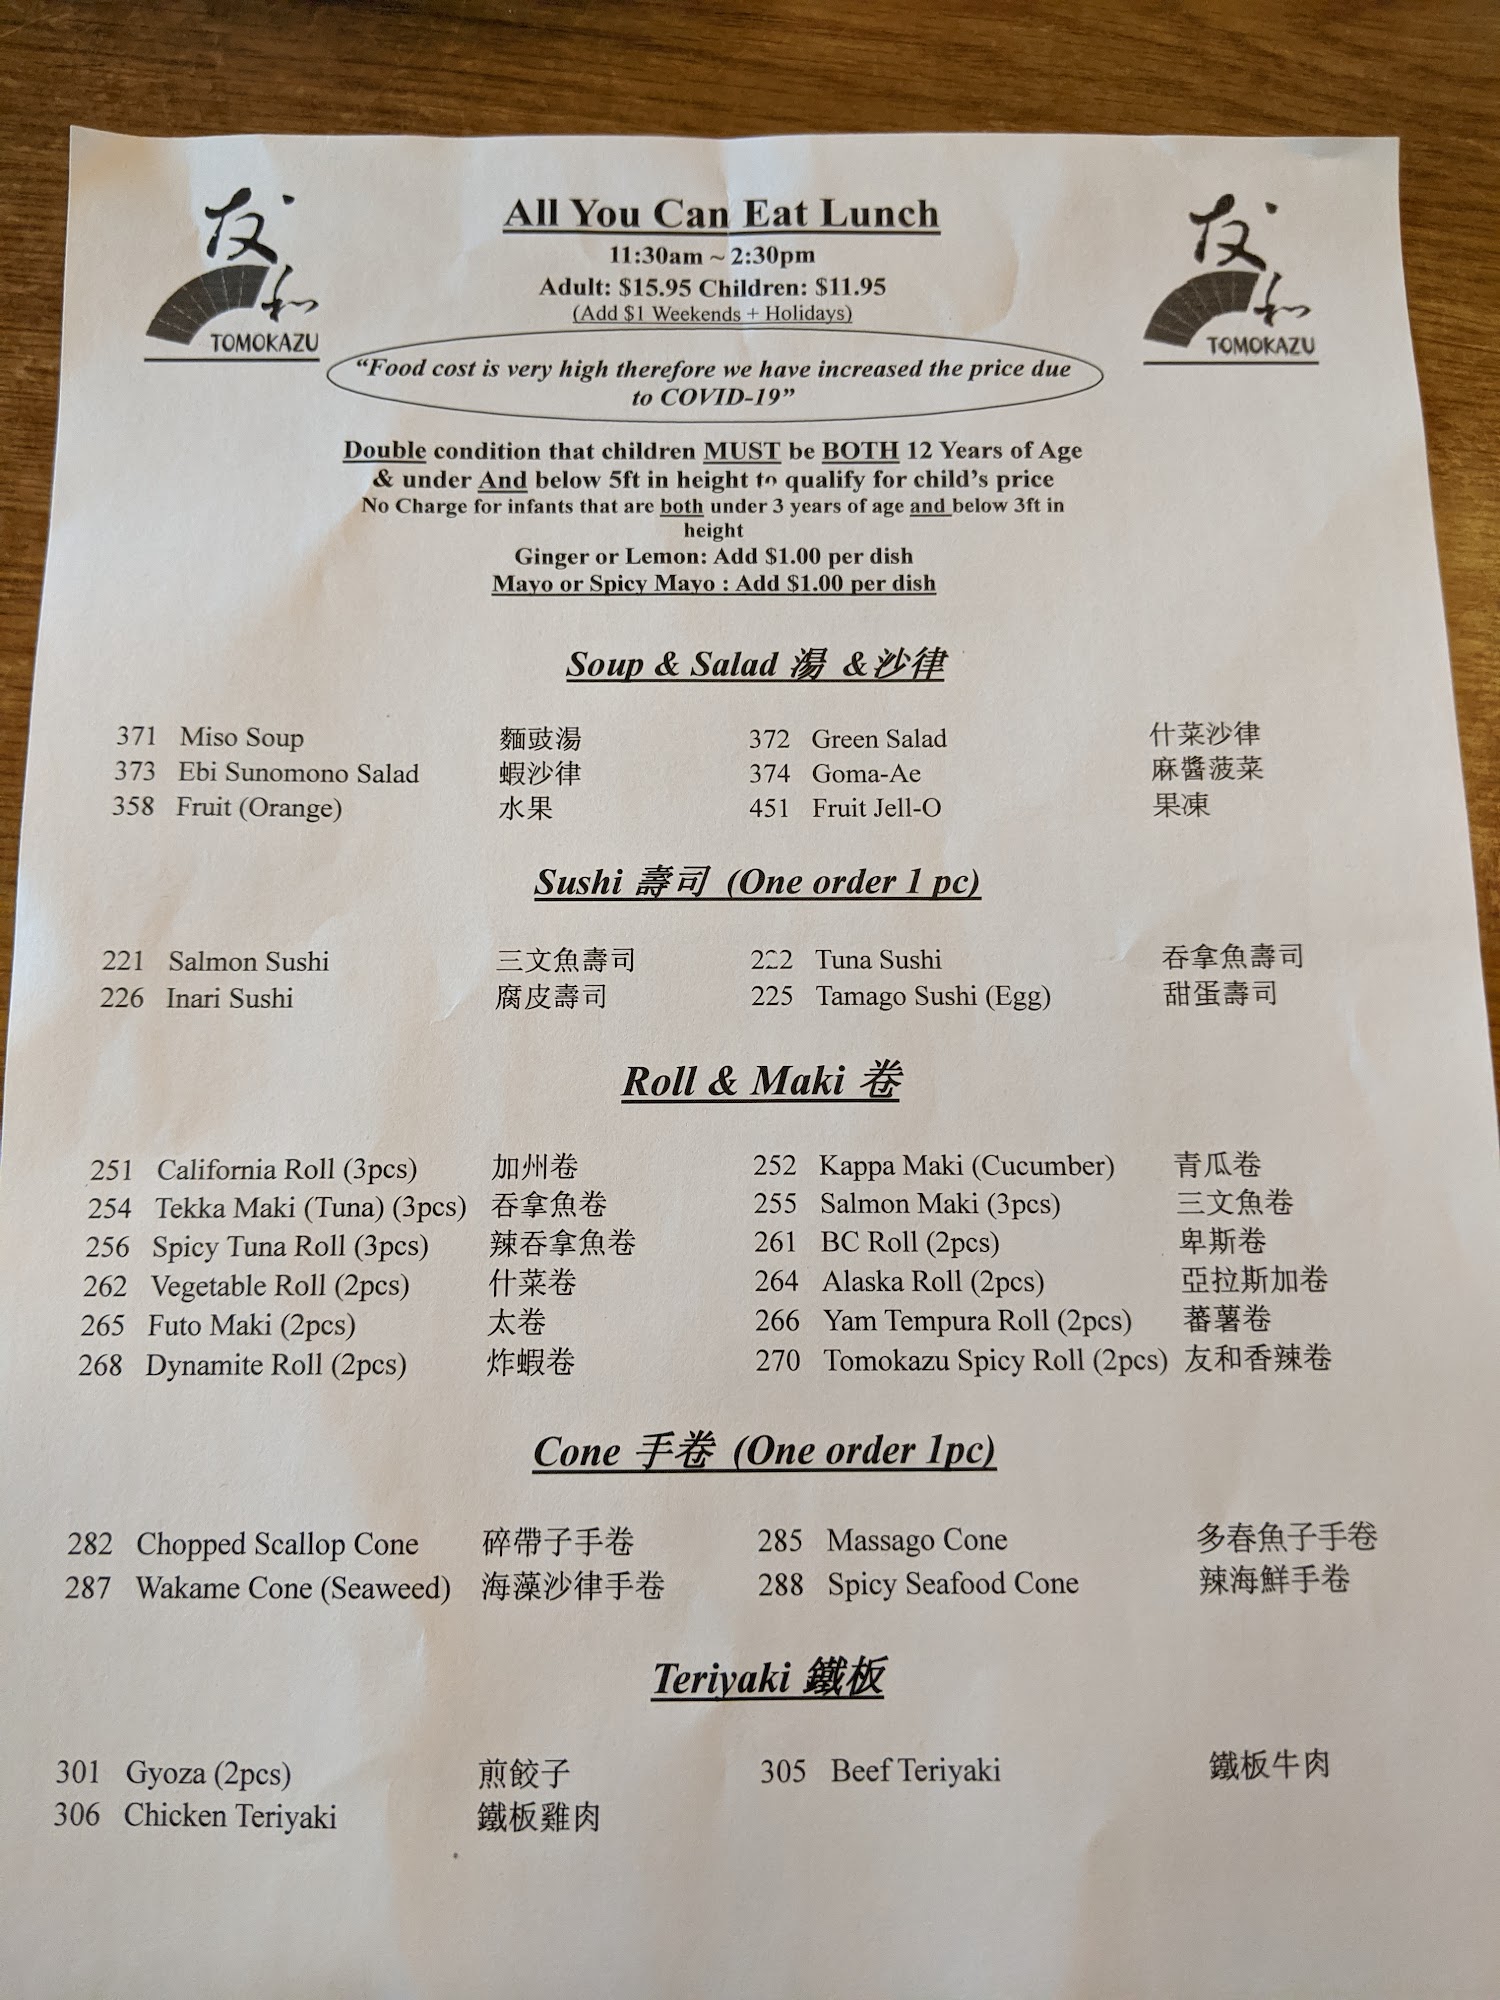 友和
TOMOKAZU
友和
TOMOKAZU
All You Can Eat Lunch
11:30am ~ 2:30pm
Adult: $15.95 Children: $11.95
(Add $1 Weekends + Holidays)
“Food cost is very high therefore we have increased the price due
to COVID-19”
Double condition that children MUST be BOTH 12 Years of Age
& under And below 5ft in height to qualify for child’s price
No Charge for infants that are both under 3 years of age and below 3ft in
height
Ginger or Lemon: Add $1.00 per dish
Mayo or Spicy Mayo : Add $1.00 per dish
Soup & Salad 湯 &沙律
371 Miso Soup 麵豉湯 372 Green Salad 什菜沙律
373 Ebi Sunomono Salad 蝦沙律 374 Goma-Ae 麻醬菠菜
358 Fruit (Orange) 水果 451 Fruit Jell-O 果凍
Sushi 壽司 (One order 1 pc)
221 Salmon Sushi 三文魚壽司 222 Tuna Sushi 吞拿魚壽司
226 Inari Sushi 腐皮壽司 225 Tamago Sushi (Egg) 甜蛋壽司
Roll & Maki 卷
251 California Roll (3pcs) 加州卷 252 Kappa Maki (Cucumber) 青瓜卷
254 Tekka Maki (Tuna) (3pcs) 吞拿魚卷 255 Salmon Maki (3pcs) 三文魚卷
256 Spicy Tuna Roll (3pcs) 辣吞拿魚卷 261 BC Roll (2pcs) 卑斯卷
262 Vegetable Roll (2pcs) 什菜卷 264 Alaska Roll (2pcs) 亞拉斯加卷
265 Futo Maki (2pcs) 太卷 266 Yam Tempura Roll (2pcs) 蕃薯卷
268 Dynamite Roll (2pcs) 炸蝦卷 270 Tomokazu Spicy Roll (2pcs) 友和香辣卷
Cone 手卷 (One order 1pc)
282 Chopped Scallop Cone 碎帶子手卷 285 Massago Cone 多春魚子手卷
287 Wakame Cone (Seaweed) 海藻沙律手卷 288 Spicy Seafood Cone 辣海鮮手卷
Teriyaki 鐵板
301 Gyoza (2pcs) 煎餃子 305 Beef Teriyaki 鐵板牛肉
306 Chicken Teriyaki 鐵板雞肉